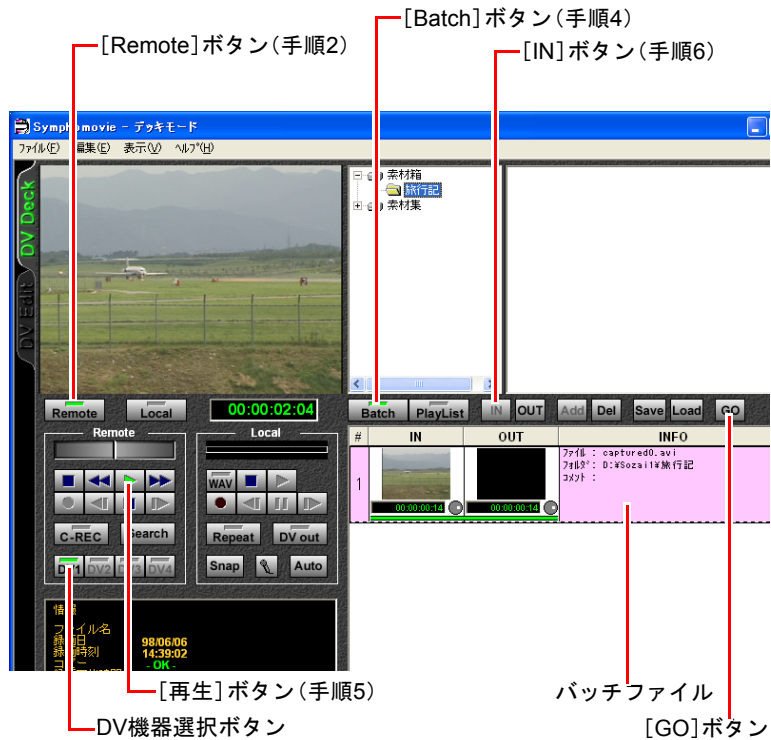 [Batch]ボタン(手順4)
[Remote]ボタン(手順2)
[IN]ボタン(手順6)
Symphomovie - デッキモード
ファイル(F) 編集(E) 表示(V) ヘルプ(H)
DV Deck
DV Edit
素材箱
旅行記
素材集
Remote Local 00:00:02:04 Batch PlayList IN OUT Add Del Save Load GO
Remote Local
# IN OUT INFO
WAV
1
00:00:00:14 00:00:00:14
ファイル : captured0.avi
フォルダ : D:¥Sozai1¥旅行記
コメント :
C-REC Search Repeat DV out
DV1 DV2 DV3 DV4 Snap Auto
情報
ファイル名
録画日 98/06/06
録画時刻 14:39:02
- OK -
[再生]ボタン(手順5)
バッチファイル
DV機器選択ボタン
[GO]ボタン